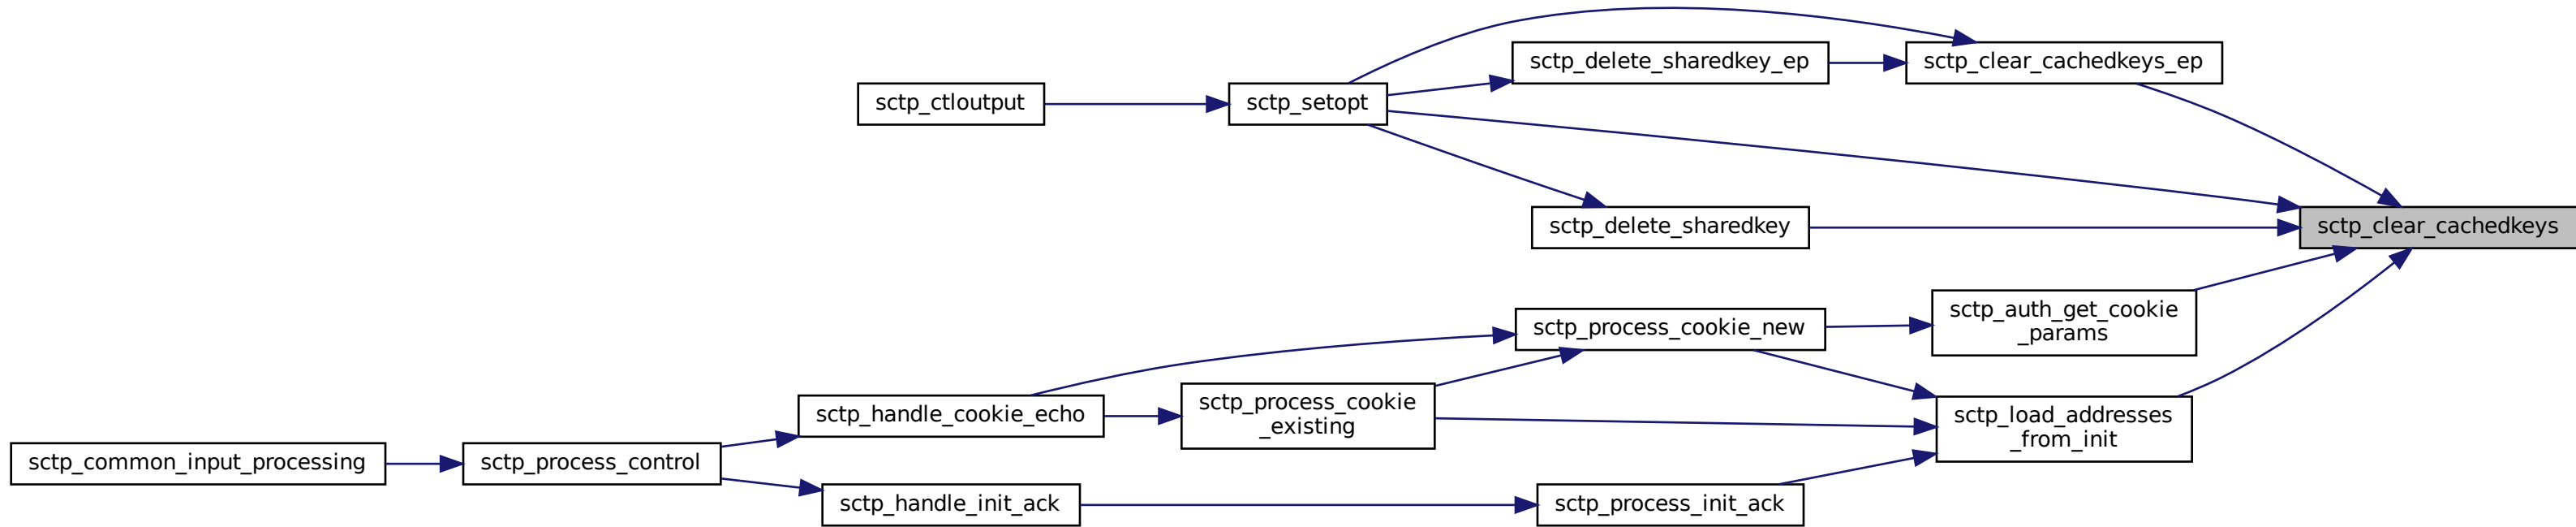 sctp_clear_cachedkeys_ep
sctp_delete_sharedkey_ep
sctp_ctloutput
sctp_setopt
sctp_delete_sharedkey
sctp_clear_cachedkeys
sctp_auth_get_cookie
_params
sctp_process_cookie_new
sctp_process_cookie
_existing
sctp_handle_cookie_echo
sctp_load_addresses
_from_init
sctp_common_input_processing
sctp_process_control
sctp_handle_init_ack
sctp_process_init_ack